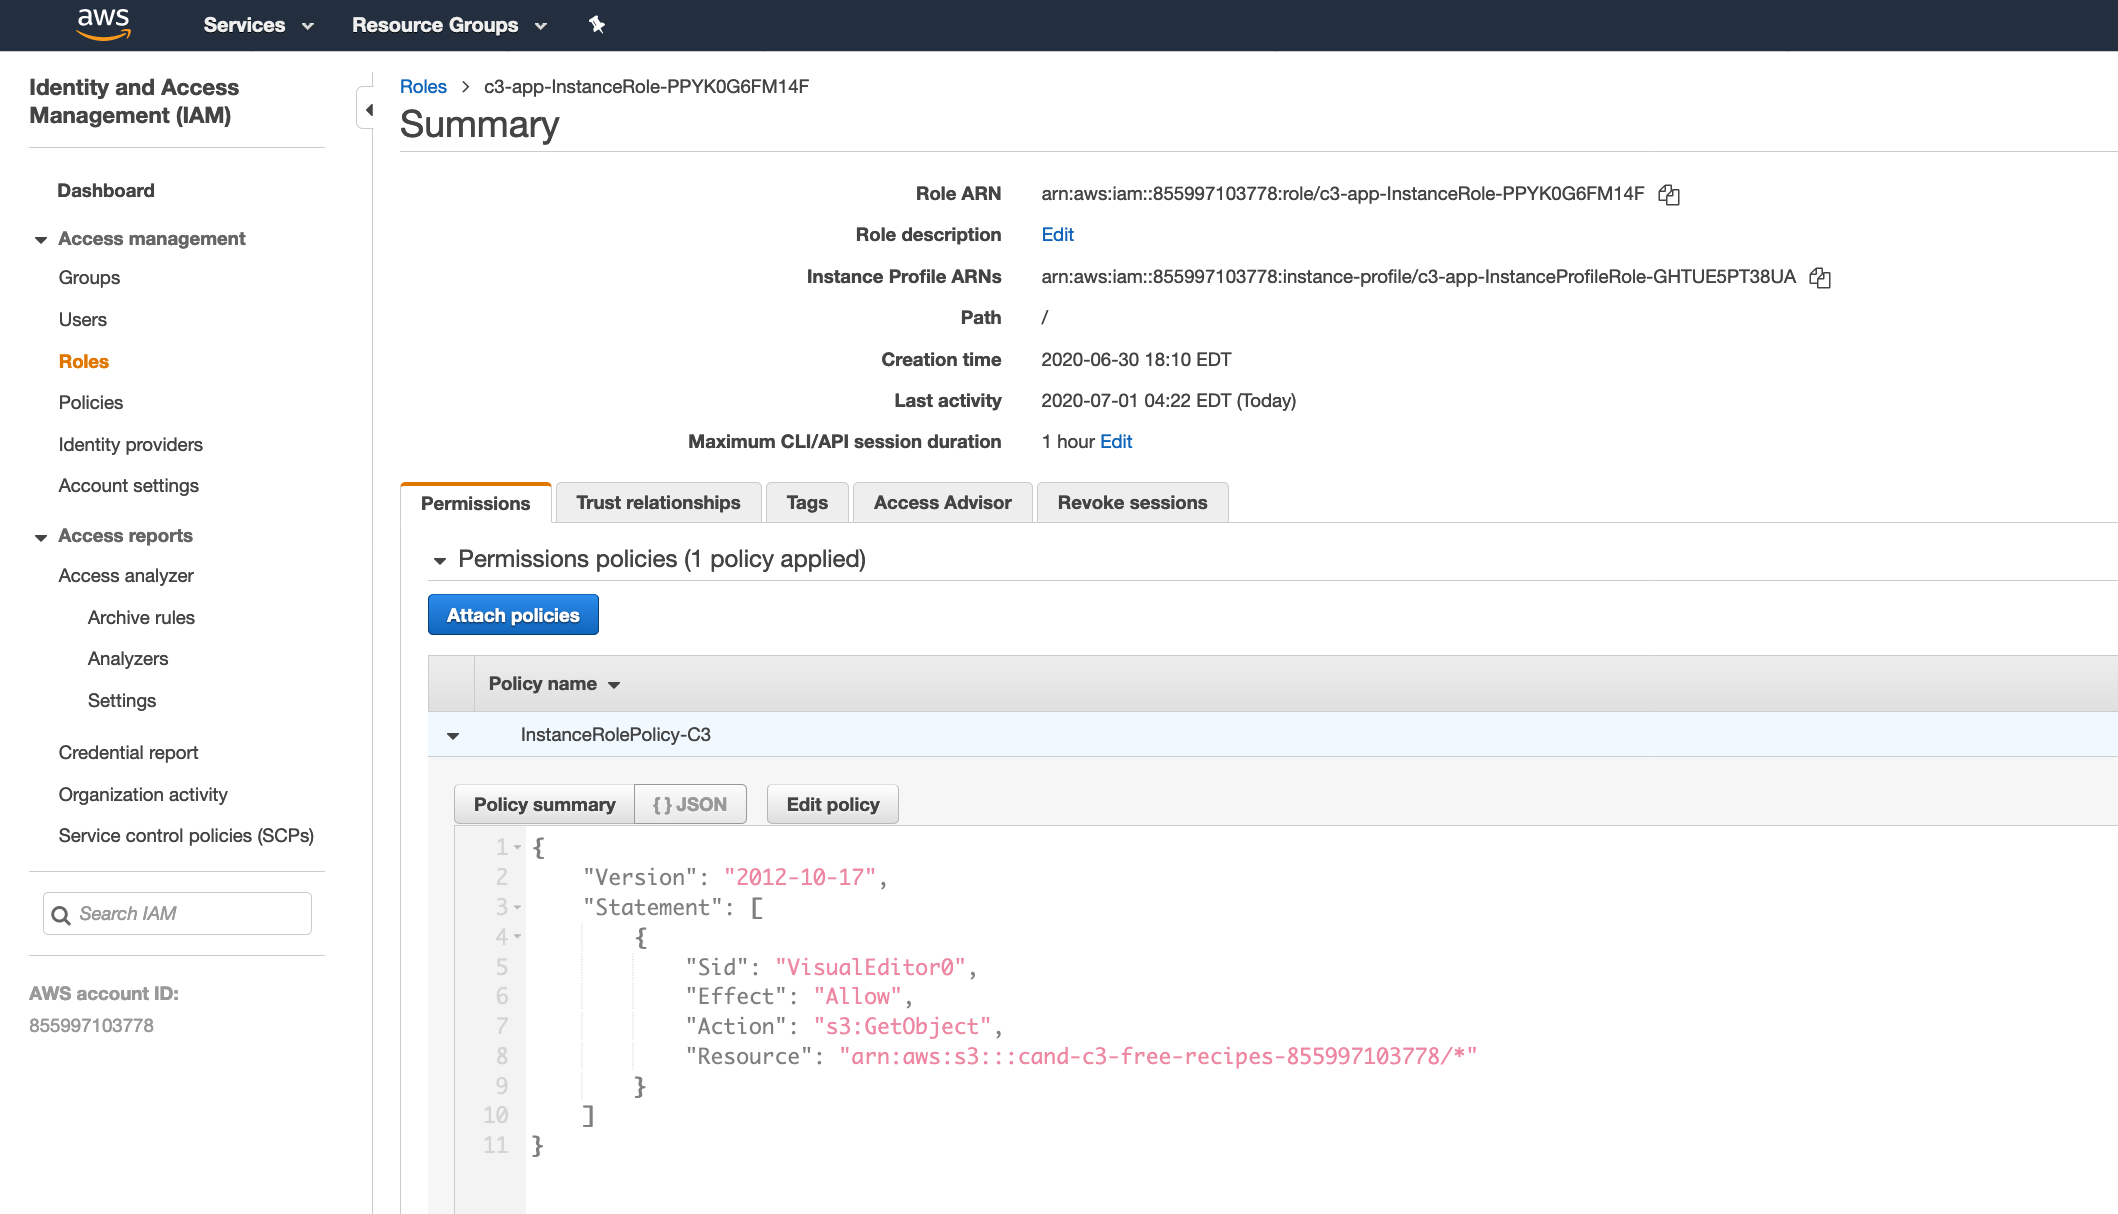 aws Services Resource Groups
Identity and Access
Management (IAM)
Dashboard
Access management
Groups
Users
Roles
Policies
Identity providers
Account settings
Access reports
Access analyzer
Archive rules
Analyzers
Settings
Credential report
Organization activity
Service control policies (SCPs)
Search IAM
AWS account ID:
855997103778
Roles > c3-app-InstanceRole-PPYK0G6FM14F
Summary
Role ARN arn:aws:iam::855997103778:role/c3-app-InstanceRole-PPYK0G6FM14F
Role description Edit
Instance Profile ARNs arn:aws:iam::855997103778:instance-profile/c3-app-InstanceProfileRole-GHTUE5PT38UA
Path /
Creation time 2020-06-30 18:10 EDT
Last activity 2020-07-01 04:22 EDT (Today)
Maximum CLI/API session duration 1 hour Edit
Permissions Trust relationships Tags Access Advisor Revoke sessions
Permissions policies (1 policy applied)
Attach policies
Policy name
InstanceRolePolicy-C3
Policy summary { } JSON Edit policy
1 {
2 "Version": "2012-10-17",
3 "Statement": [
4 {
5 "Sid": "VisualEditor0",
6 "Effect": "Allow",
7 "Action": "s3:GetObject",
8 "Resource": "arn:aws:s3:::cand-c3-free-recipes-855997103778/*"
9 }
10 ]
11 }